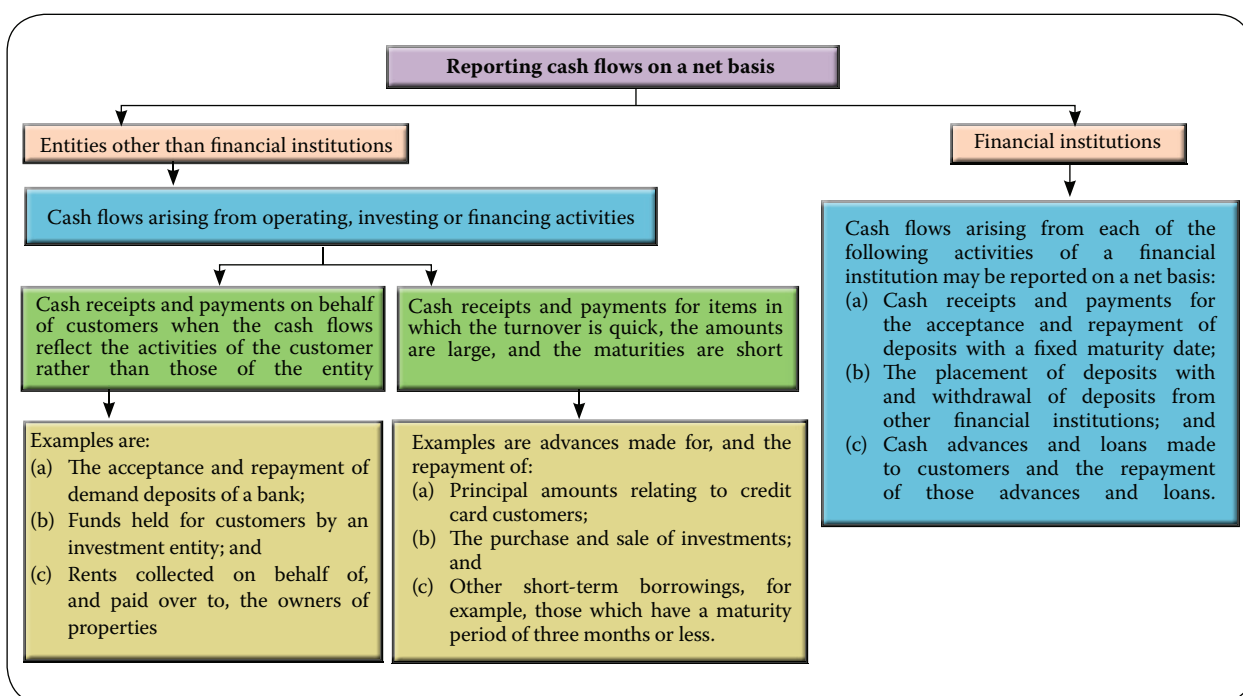 Reporting cash flows on a net basis
Entities other than financial institutions
Financial institutions
Cash flows arising from operating, investing or financing activities
Cash receipts and payments on behalf
of customers when the cash flows
reflect the activities of the customer
rather than those of the entity
Cash receipts and payments for items in
which the turnover is quick, the amounts
are large, and the maturities are short
Examples are:
(a) The acceptance and repayment of
demand deposits of a bank;
(b) Funds held for customers by an
investment entity; and
(c) Rents collected on behalf of,
and paid over to, the owners of
properties
Examples are advances made for, and the
repayment of:
(a) Principal amounts relating to credit
card customers;
(b) The purchase and sale of investments;
and
(c) Other short-term borrowings, for
example, those which have a maturity
period of three months or less.
Cash flows arising from each of the
following activities of a financial
institution may be reported on a net basis:
(a) Cash receipts and payments for
the acceptance and repayment of
deposits with a fixed maturity date;
(b) The placement of deposits with
and withdrawal of deposits from
other financial institutions; and
(c) Cash advances and loans made
to customers and the repayment
of those advances and loans.